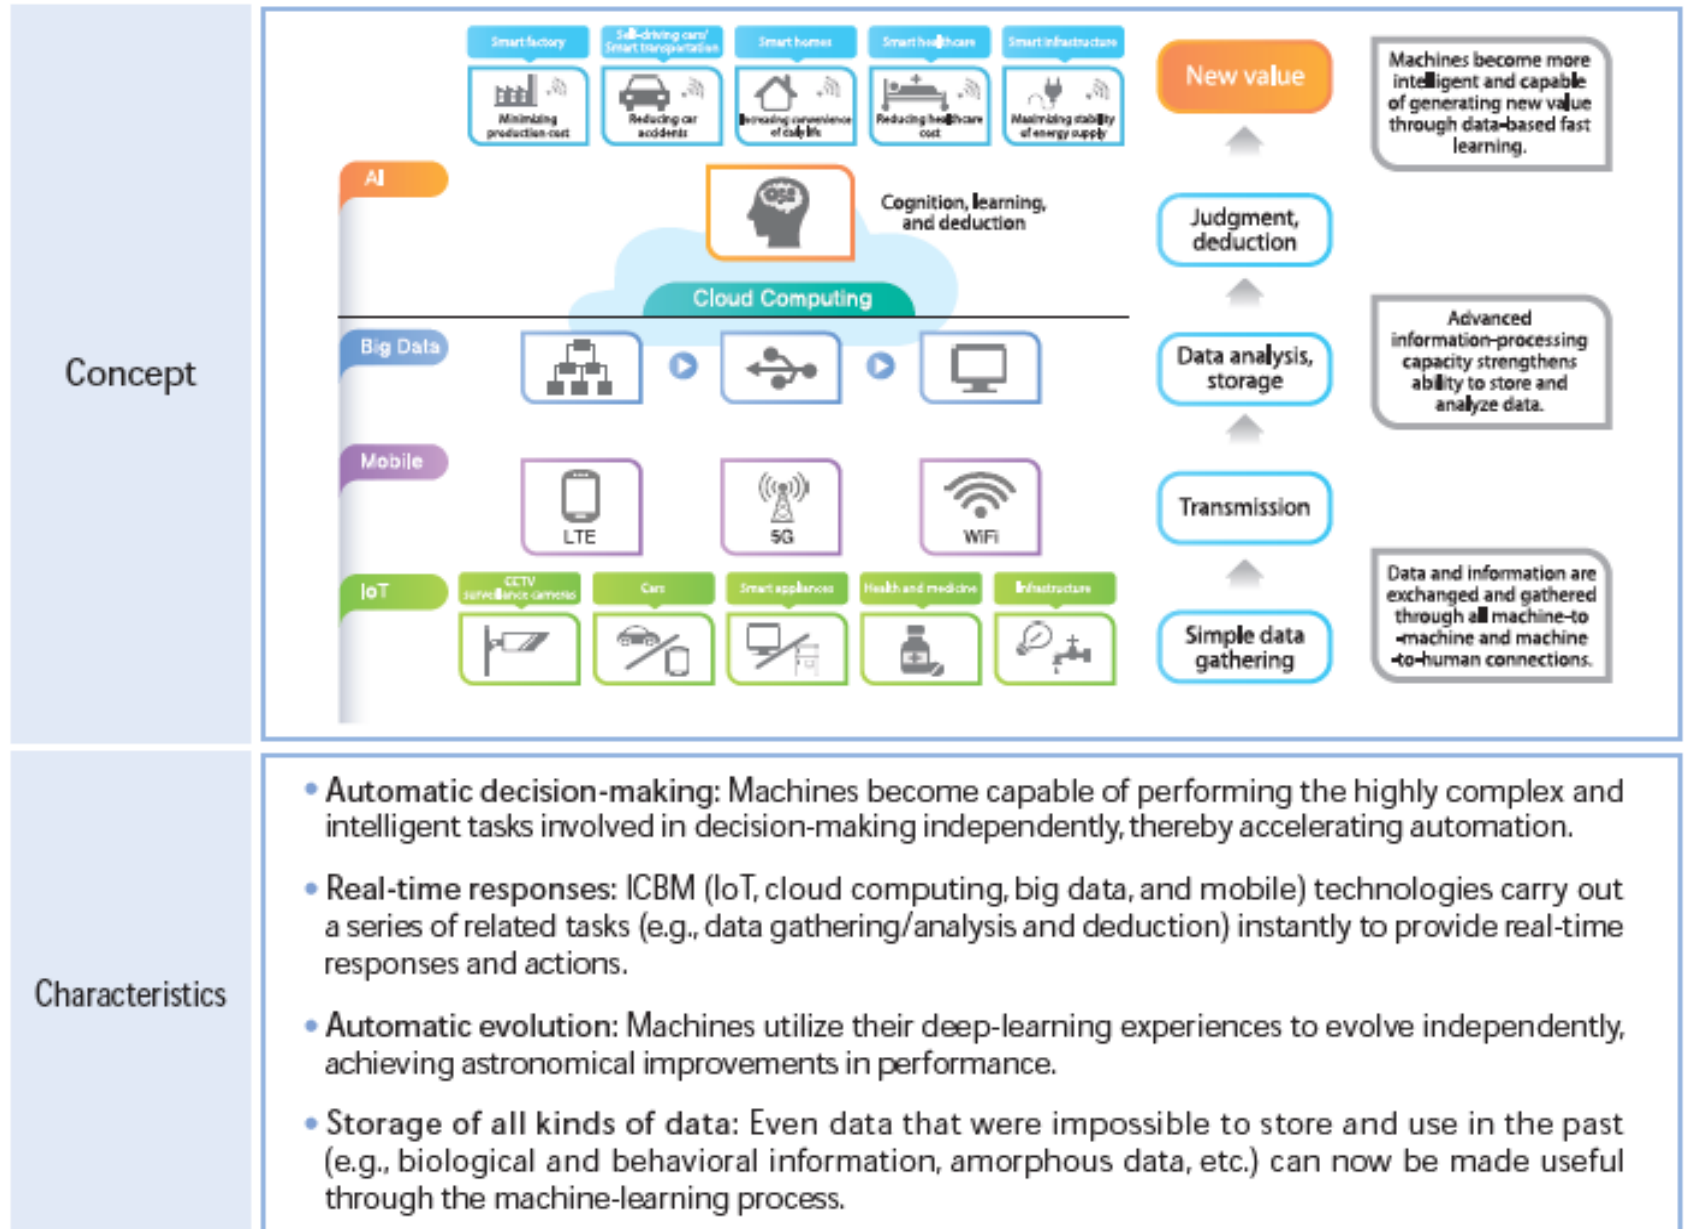 Concept
Smart factory
Self-driving cars/
Smart transportation
Smart homes
Smart healthcare
Smart infrastructure
Minimizing
production cost
Reducing car
accidents
Increasing convenience
of daily life
Reducing healthcare
cost
Maximizing stability
of energy supply
New value
Machines become more
intelligent and capable
of generating new value
through data-based fast
learning.
AI
Cognition, learning,
and deduction
Judgment,
deduction
Cloud Computing
Big Data
Data analysis,
storage
Advanced
information-processing
capacity strengthens
ability to store and
analyze data.
Mobile
LTE
5G
WiFi
Transmission
IoT
CCTV
surveillance cameras
Cars
Smart appliances
Health and medicine
Infrastructure
Simple data
gathering
Data and information are
exchanged and gathered
through all machine-to
-machine and machine
-to-human connections.
Characteristics
• Automatic decision-making: Machines become capable of performing the highly complex and
intelligent tasks involved in decision-making independently, thereby accelerating automation.
• Real-time responses: ICBM (IoT, cloud computing, big data, and mobile) technologies carry out
a series of related tasks (e.g., data gathering/analysis and deduction) instantly to provide real-time
responses and actions.
• Automatic evolution: Machines utilize their deep-learning experiences to evolve independently,
achieving astronomical improvements in performance.
• Storage of all kinds of data: Even data that were impossible to store and use in the past
(e.g., biological and behavioral information, amorphous data, etc.) can now be made useful
through the machine-learning process.